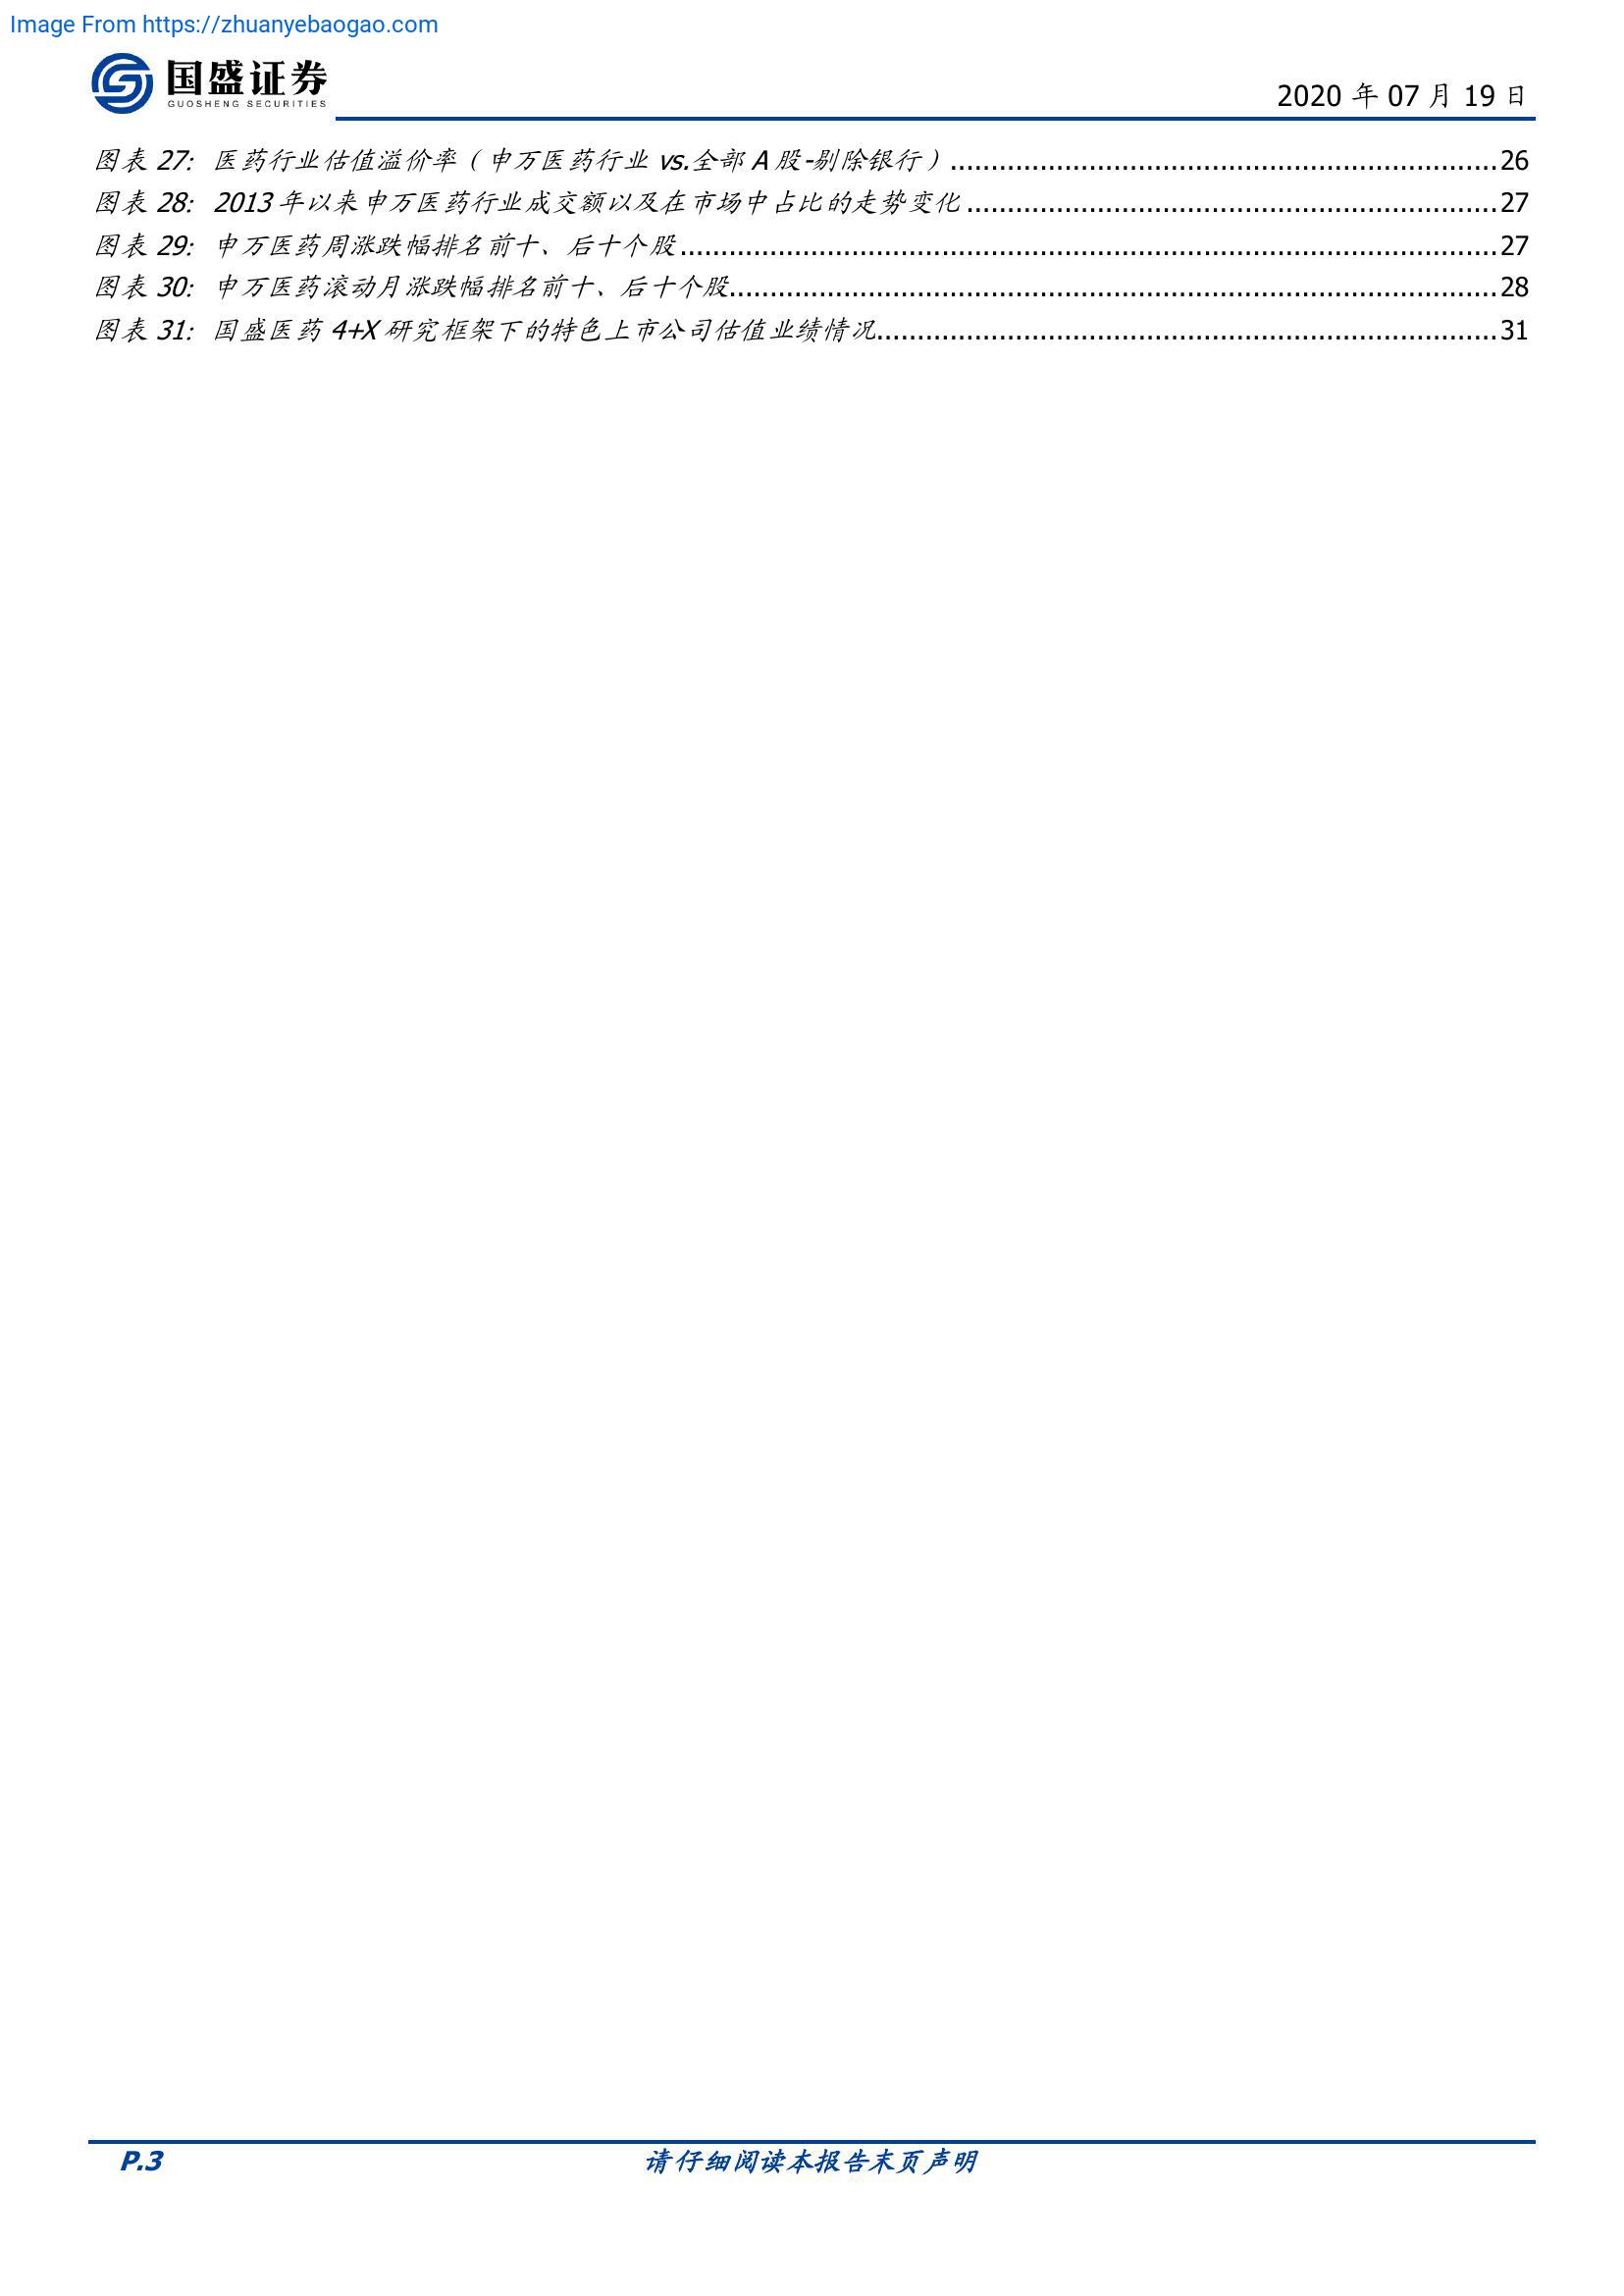 Image From https://zhuanyebaogao.com
国盛证券
GUOSHENG SECURITIES
2020 年 07 月 19 日
图表 27: 医药行业估值溢价率（申万医药行业 vs.全部 A 股-剔除银行）...................................................................26
图表 28: 2013 年以来申万医药行业成交额以及在市场中占比的走势变化.................................................................27
图表 29: 申万医药周涨跌幅排名前十、后十个股....................................................................................................27
图表 30: 申万医药滚动月涨跌幅排名前十、后十个股..............................................................................................28
图表 31: 国盛医药 4+X 研究框架下的特色上市公司估值业绩情况............................................................................31
P.3
请仔细阅读本报告末页声明